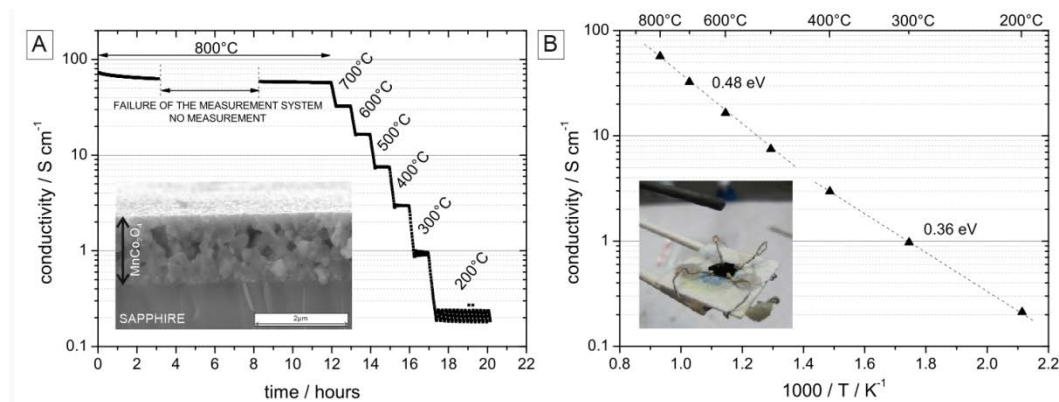 A
800°C
700°C
600°C
500°C
400°C
300°C
200°C
FAILURE OF THE MEASUREMENT SYSTEM
NO MEASUREMENT
conductivity / S cm⁻¹
100
10
1
0.1
0 2 4 6 8 10 12 14 16 18 20 22
time / hours
MnCo₂O₄
SAPPHIRE
2µm
B
800°C 600°C 400°C 300°C 200°C
0.48 eV
0.36 eV
conductivity / S cm⁻¹
100
10
1
0.1
0.8 1.0 1.2 1.4 1.6 1.8 2.0 2.2
1000 / T / K⁻¹